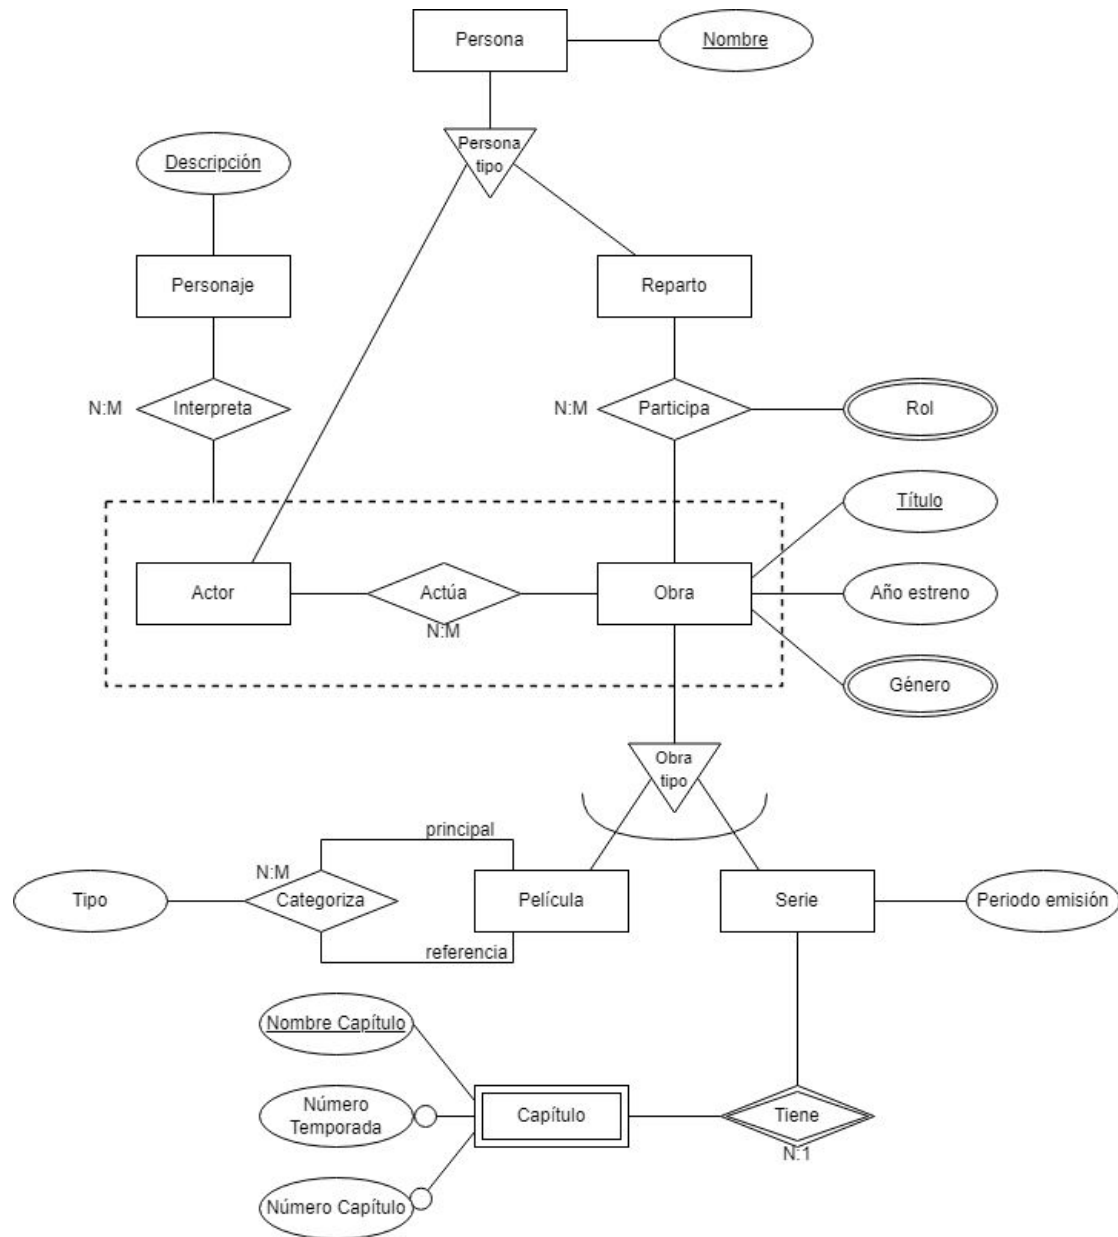 Persona
Nombre
Persona
tipo
Descripción
Personaje
Reparto
N:M
Interpreta
N:M
Participa
Rol
Título
Actor
Actúa
N:M
Obra
Año estreno
Género
Obra
tipo
principal
N:M
Tipo
Categoriza
Película
Serie
Periodo emisión
referencia
Nombre Capítulo
Número
Temporada
Capítulo
Tiene
N:1
Número Capítulo